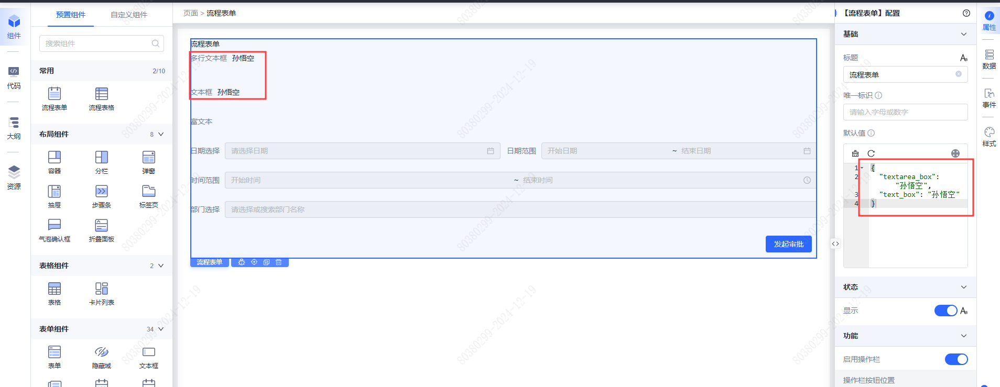 组件
代码
大纲
资源
预置组件
自定义组件
搜索组件
常用
2/10
流程表单
流程表格
布局组件
8
容器
分栏
弹窗
抽屉
步骤条
标签页
气泡确认框
折叠面板
表格组件
2
表格
卡片列表
表单组件
34
表单
隐藏域
文本框
页面 > 流程表单
流程表单
多行文本框 孙悟空
文本框 孙悟空
富文本
日期选择 请选择日期 日期范围 开始日期 ~ 结束日期
时间范围 开始时间 ~ 结束时间
部门选择 请选择或搜索部门名称
发起审批
流程表单
【流程表单】配置
基础
标题
流程表单
唯一标识
请输入字母或数字
默认值
1 {
2 "textarea_box":
"孙悟空",
3 "text_box": "孙悟空"
4 }
状态
显示
功能
启用操作栏
操作栏按钮位置
属性
数据
事件
样式
80380299-2024-12-19